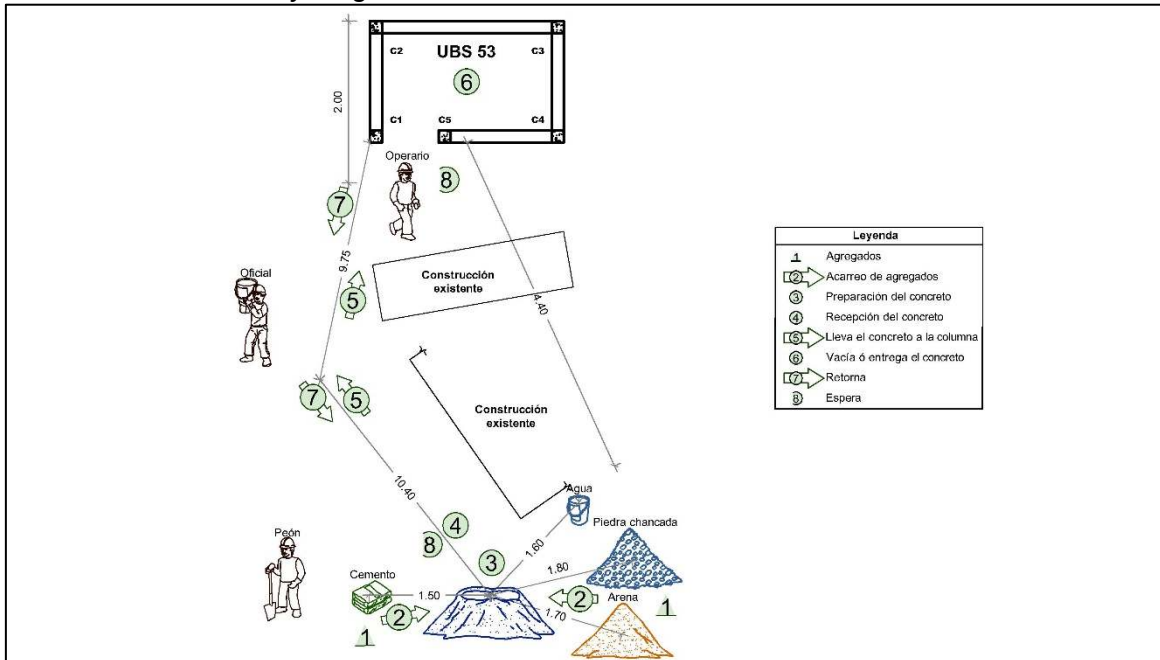 UBS 53
C2
C3
6
2.00
C1
C5
C4
Operario
8
7
9.75
Construcción
existente
5
Oficial
4.40
7
5
Construcción
existente
10.40
Agua
Piedra chancada
4
Peón
8
3
1.60
1.80
Cemento
1.50
2
Arena
1
2
1.70
1
Leyenda
1 Agregados
2 Acarreo de agregados
3 Preparación del concreto
4 Recepción del concreto
5 Lleva el concreto a la columna
6 Vacía ó entrega el concreto
7 Retorna
8 Espera